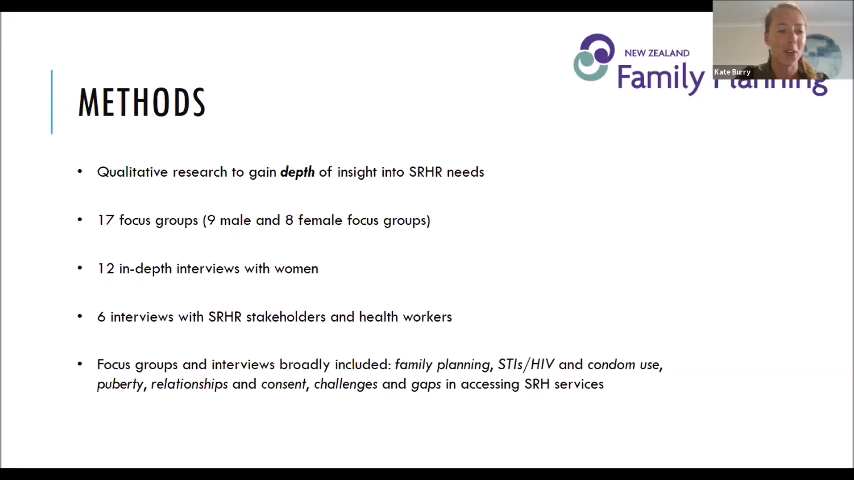 NEW ZEALAND
Family Planning
Kate Burry
METHODS
• Qualitative research to gain depth of insight into SRHR needs
• 17 focus groups (9 male and 8 female focus groups)
• 12 in-depth interviews with women
• 6 interviews with SRHR stakeholders and health workers
• Focus groups and interviews broadly included: family planning, STIs/HIV and condom use,
puberty, relationships and consent, challenges and gaps in accessing SRH services